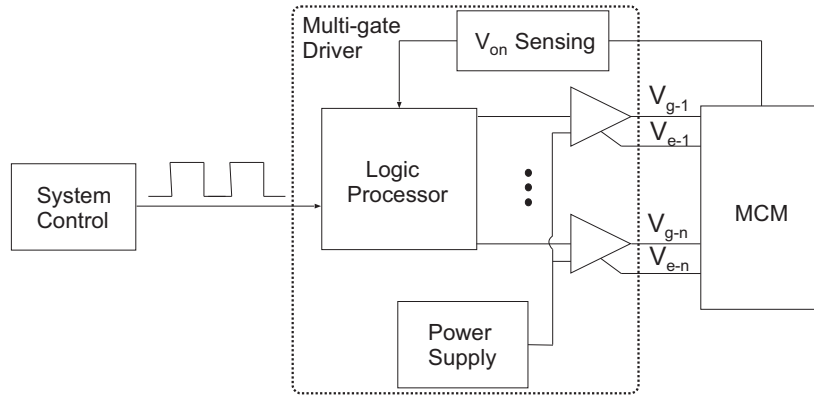 Multi-gate
Driver
V_on Sensing
System
Control
Logic
Processor
V_g-1
V_e-1
V_g-n
V_e-n
MCM
Power
Supply